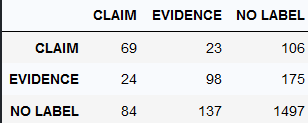 CLAIM EVIDENCE NO LABEL
CLAIM 69 23 106
EVIDENCE 24 98 175
NO LABEL 84 137 1497